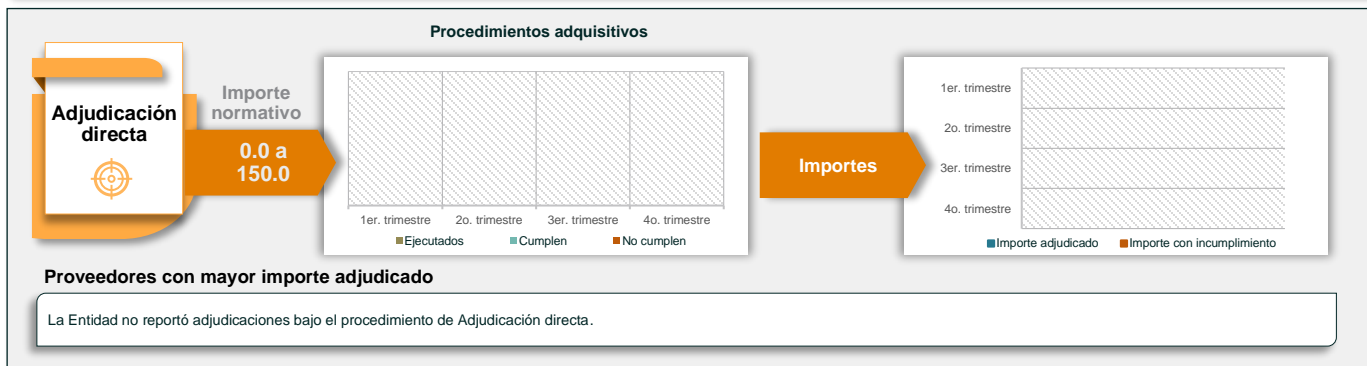 Procedimientos adquisitivos
Adjudicación
directa
Importe
normativo
0.0 a
150.0
1er. trimestre 2o. trimestre 3er. trimestre 4o. trimestre
Ejecutados Cumplen No cumplen
Importes
1er. trimestre
2o. trimestre
3er. trimestre
4o. trimestre
Importe adjudicado Importe con incumplimiento
Proveedores con mayor importe adjudicado
La Entidad no reportó adjudicaciones bajo el procedimiento de Adjudicación directa.